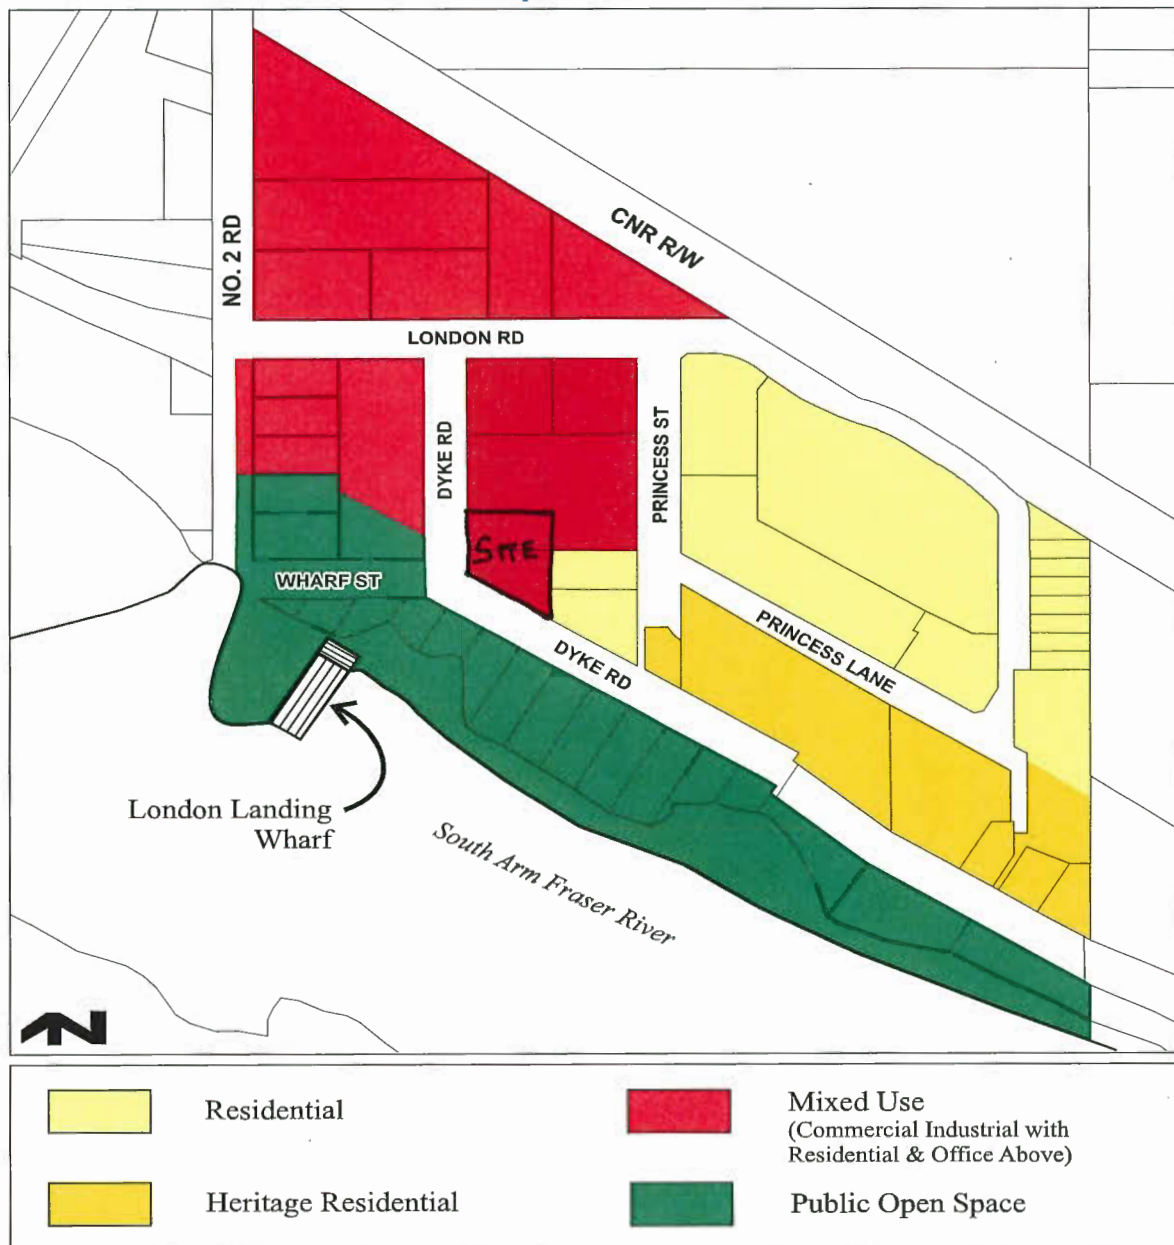 CNR R/W
NO. 2 RD
LONDON RD
DYKE RD
PRINCESS ST
SITE
WHARF ST
PRINCESS LANE
DYKE RD
London Landing
Wharf
South Arm Fraser River
N
Residential
Mixed Use
(Commercial Industrial with
Residential & Office Above)
Heritage Residential
Public Open Space